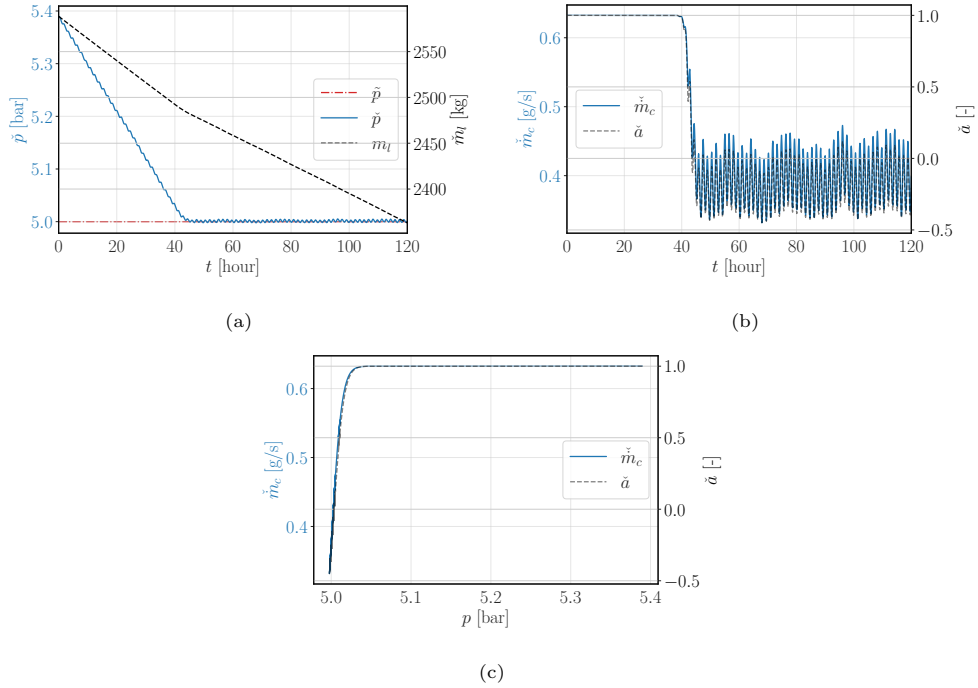 5.4
5.3
5.2
5.1
5.0
p̌ [bar]
2550
2500
2450
2400
m̌_l [kg]
p̃
p̌
m_l
0 20 40 60 80 100 120
t [hour]
(a)
0.6
0.5
0.4
ṁ̌_c [g/s]
1.0
0.5
0.0
−0.5
ǎ [-]
ṁ̌_c
ǎ
0 20 40 60 80 100 120
t [hour]
(b)
0.6
0.5
0.4
ṁ̌_c [g/s]
1.0
0.5
0.0
−0.5
ǎ [-]
ṁ̌_c
ǎ
5.0 5.1 5.2 5.3 5.4
p [bar]
(c)